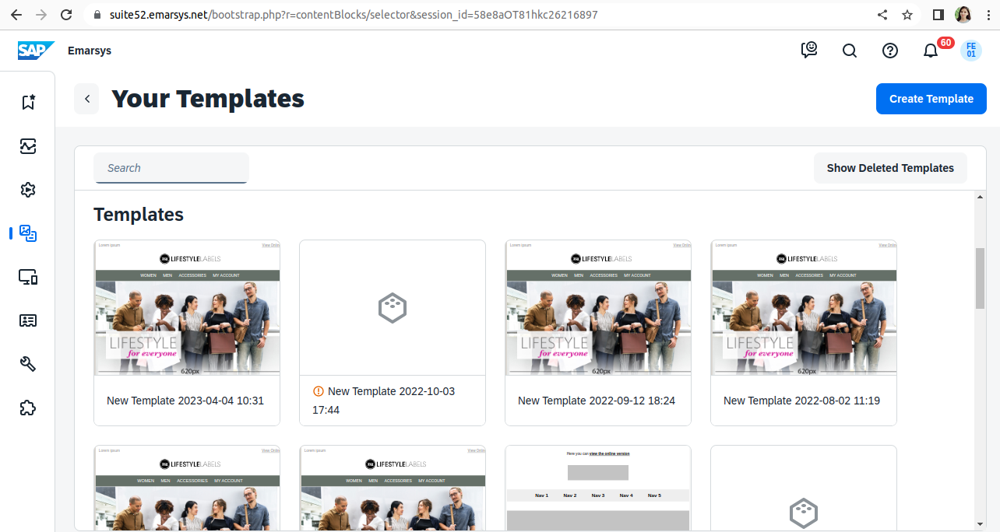 suite52.emarsys.net/bootstrap.php?r=contentBlocks/selector&session_id=58e8aOT81hkc26216897
SAP Emarsys
60
FE
01
Your Templates
Create Template
Search
Show Deleted Templates
Templates
Lorem ipsum View Onlin
LIFESTYLELABELS
WOMEN MEN ACCESSORIES MY ACCOUNT
LIFESTYLE
for everyone
620px
New Template 2023-04-04 10:31
New Template 2022-10-03
17:44
Lorem ipsum View Onlin
LIFESTYLELABELS
WOMEN MEN ACCESSORIES MY ACCOUNT
LIFESTYLE
for everyone
620px
New Template 2022-09-12 18:24
Lorem ipsum View Onlin
LIFESTYLELABELS
WOMEN MEN ACCESSORIES MY ACCOUNT
LIFESTYLE
for everyone
620px
New Template 2022-08-02 11:19
Lorem ipsum View Onlin
LIFESTYLELABELS
WOMEN MEN ACCESSORIES MY ACCOUNT
Lorem ipsum View Onlin
LIFESTYLELABELS
WOMEN MEN ACCESSORIES MY ACCOUNT
Here you can view the online version
Nav 1 Nav 2 Nav 3 Nav 4 Nav 5